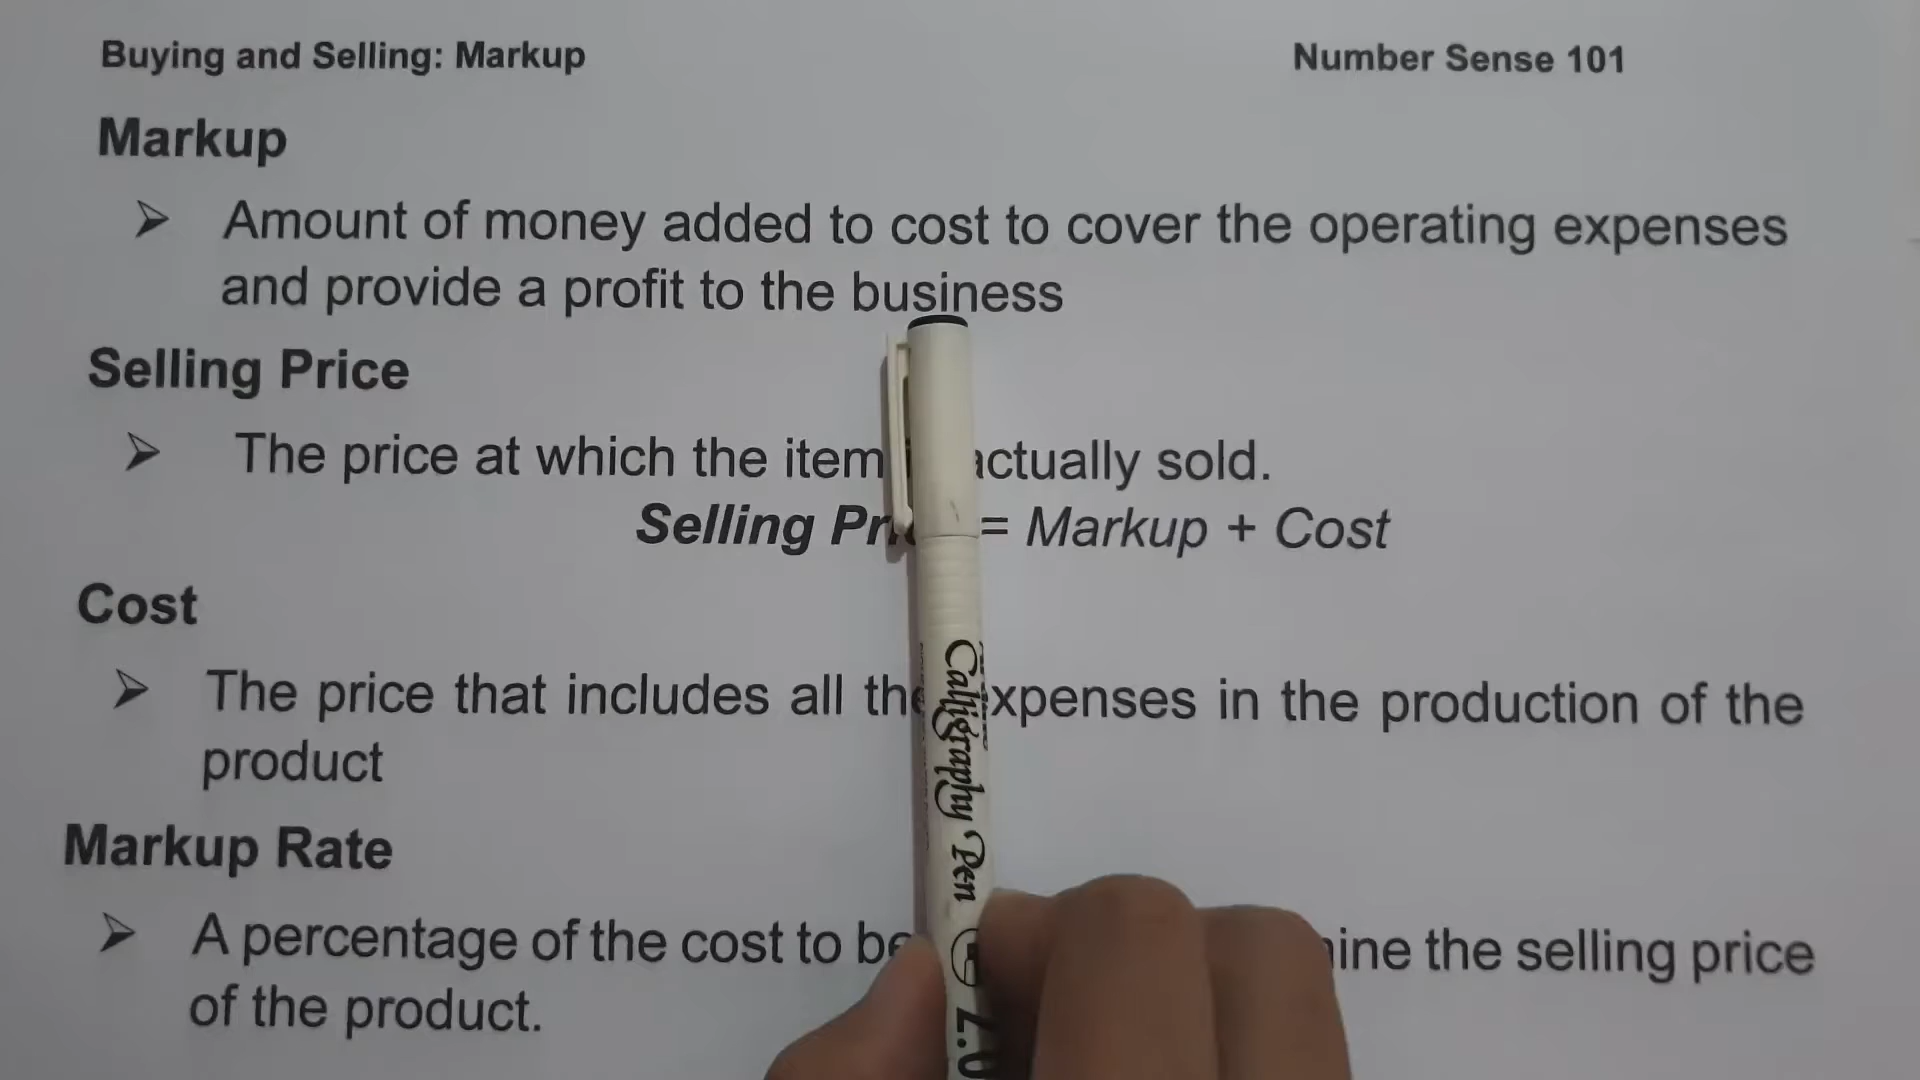 Buying and Selling: Markup Number Sense 101
Markup
➢ Amount of money added to cost to cover the operating expenses
and provide a profit to the business
Selling Price
➢ The price at which the item actually sold.
Selling = Markup + Cost
Cost
➢ The price that includes all the in the production of the
product
Markup Rate
➢ A percentage of the cost to be the selling price
of the product.
Calligraphy Pen
2.0